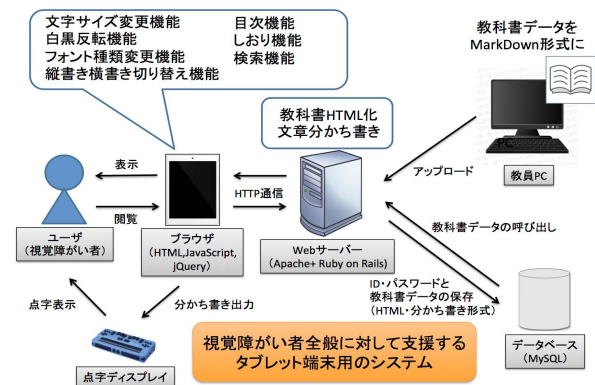 文字サイズ変更機能
白黒反転機能
フォント種類変更機能
縦書き横書き切り替え機能
目次機能
しおり機能
検索機能
教科書データを
MarkDown形式に
教科書HTML化
文章分かち書き
PC
教員PC
表示
閲覧
HTTP通信
アップロード
ユーザ
(視覚障がい者)
ブラウザ
(HTML,JavaScript,
jQuery)
Webサーバー
(Apache+ Ruby on Rails)
教科書データの呼び出し
ID・パスワードと
教科書データの保存
(HTML・分かち書き形式)
点字表示
分かち書き出力
データベース
(MySQL)
視覚障がい者全般に対して支援する
タブレット端末用のシステム
点字ディスプレイ